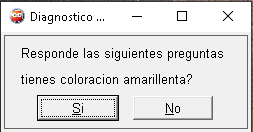 Diagnostico ...
Responde las siguientes preguntas
tienes coloracion amarillenta?
Si
No